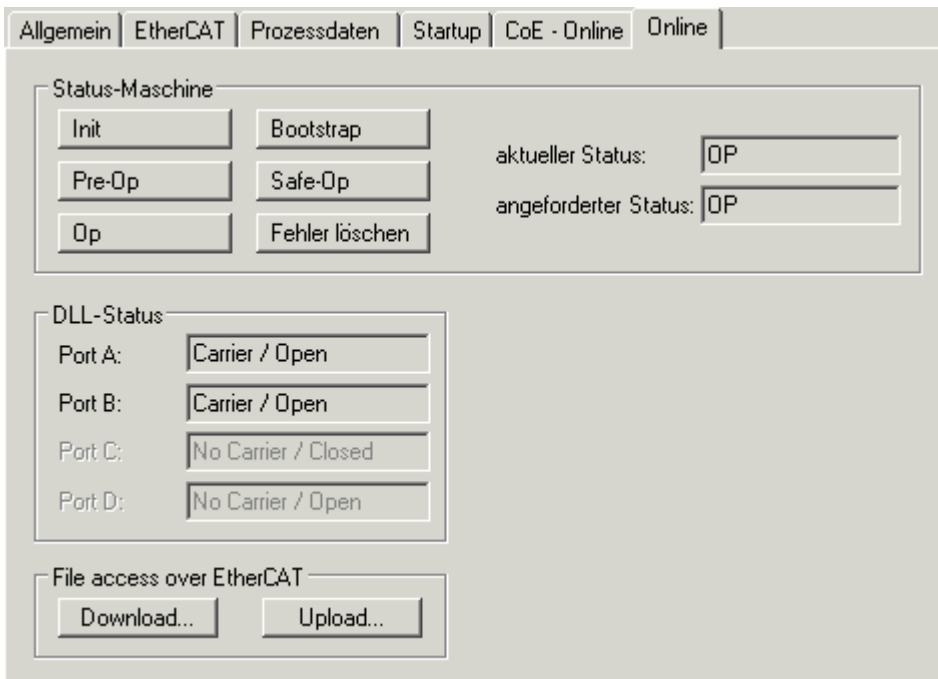 Allgemein EtherCAT Prozessdaten Startup CoE - Online Online
Status-Maschine
Init Bootstrap
aktueller Status: OP
Pre-Op Safe-Op
angeforderter Status: OP
Op Fehler löschen
DLL-Status
Port A: Carrier / Open
Port B: Carrier / Open
Port C: No Carrier / Closed
Port D: No Carrier / Open
File access over EtherCAT
Download... Upload...